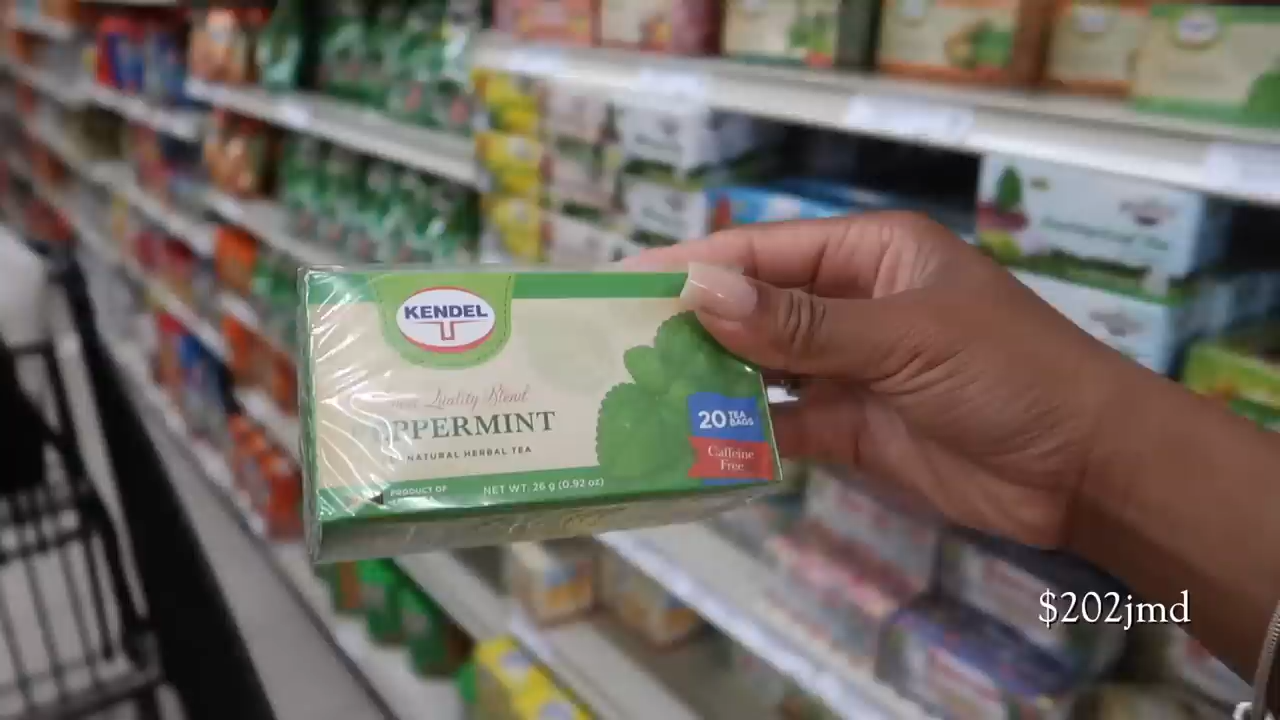 KENDEL
Quality Blend
PEPPERMINT
NATURAL HERBAL TEA
20 TEA BAGS
Caffeine
Free
PRODUCT OF
NET WT. 26 g (0.92 oz)
$202jmd